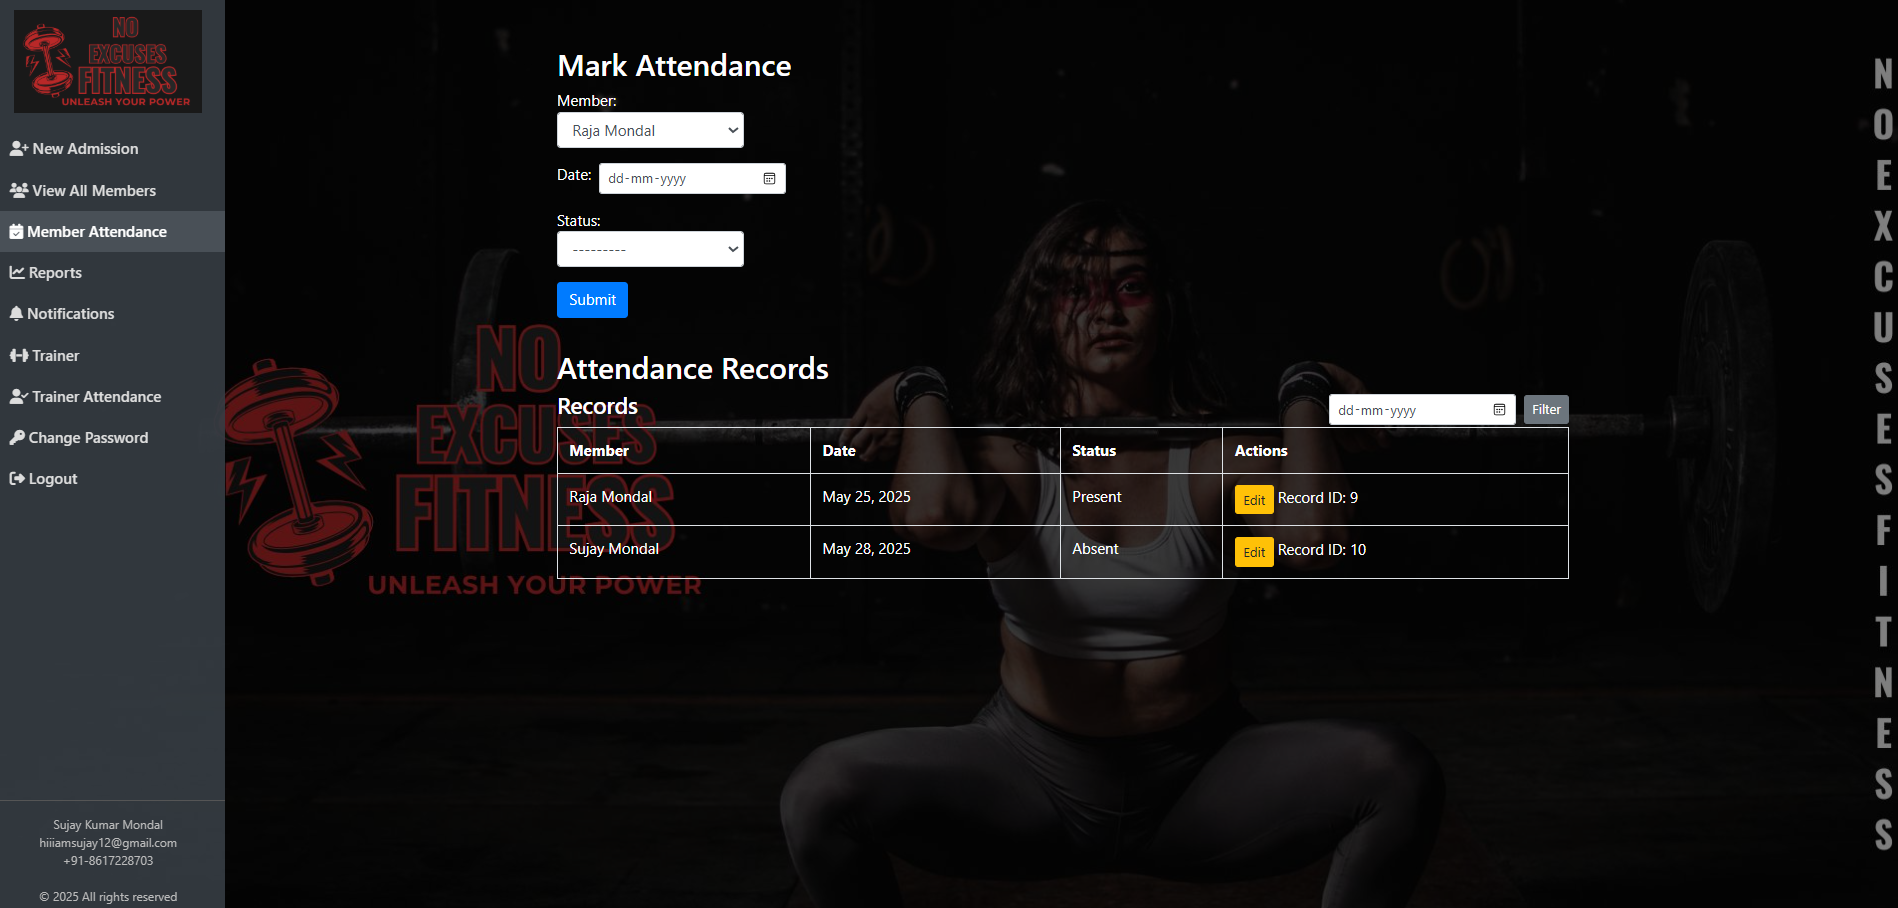 NO
EXCUSES
FITNESS
UNLEASH YOUR POWER
New Admission
View All Members
Member Attendance
Reports
Notifications
Trainer
Trainer Attendance
Change Password
Logout
Sujay Kumar Mondal
hiiiamsujay12@gmail.com
+91-8617228703
© 2025 All rights reserved
Mark Attendance
Member:
Raja Mondal
Date: dd-mm-yyyy
Status:
---------
Submit
NO
EXCUSES
FITNESS
UNLEASH YOUR POWER
Attendance Records
Records
dd-mm-yyyy Filter
Member Date Status Actions
Raja Mondal May 25, 2025 Present Edit Record ID: 9
Sujay Mondal May 28, 2025 Absent Edit Record ID: 10
NO EXCUSES FITNESS